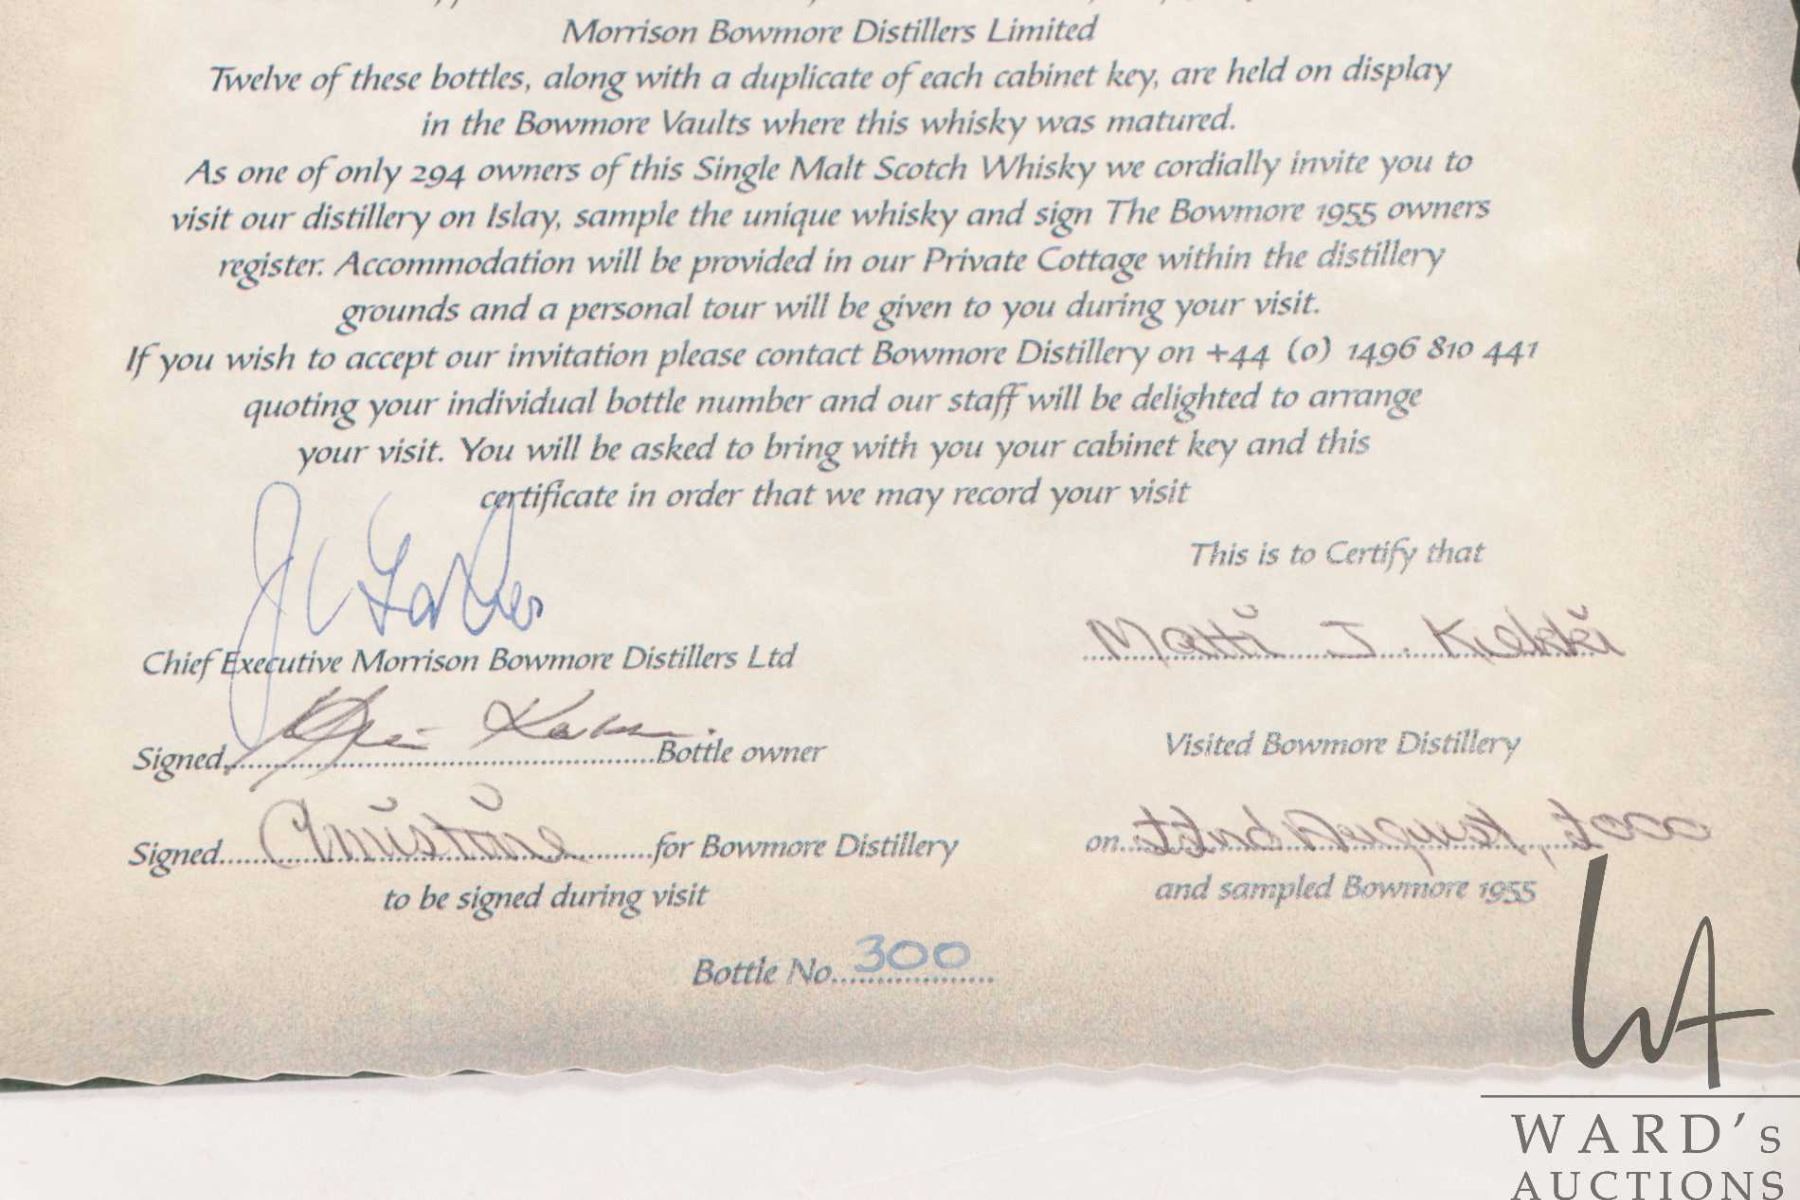 Morrison Bowmore Distillers Limited
Twelve of these bottles, along with a duplicate of each cabinet key, are held on display
in the Bowmore Vaults where this whisky was matured.
As one of only 294 owners of this Single Malt Scotch Whisky we cordially invite you to
visit our distillery on Islay, sample the unique whisky and sign The Bowmore 1955 owners
register. Accommodation will be provided in our Private Cottage within the distillery
grounds and a personal tour will be given to you during your visit.
If you wish to accept our invitation please contact Bowmore Distillery on +44 (0) 1496 810 441
quoting your individual bottle number and our staff will be delighted to arrange
your visit. You will be asked to bring with you your cabinet key and this
certificate in order that we may record your visit
Chief Executive Morrison Bowmore Distillers Ltd
Signed.....Bottle owner
Signed..... Christine .....for Bowmore Distillery
to be signed during visit
This is to Certify that
Matti J.
Visited Bowmore Distillery
on..22nd August, 2000
and sampled Bowmore 1955
Bottle No..300.....
WARD's
AUCTIONS